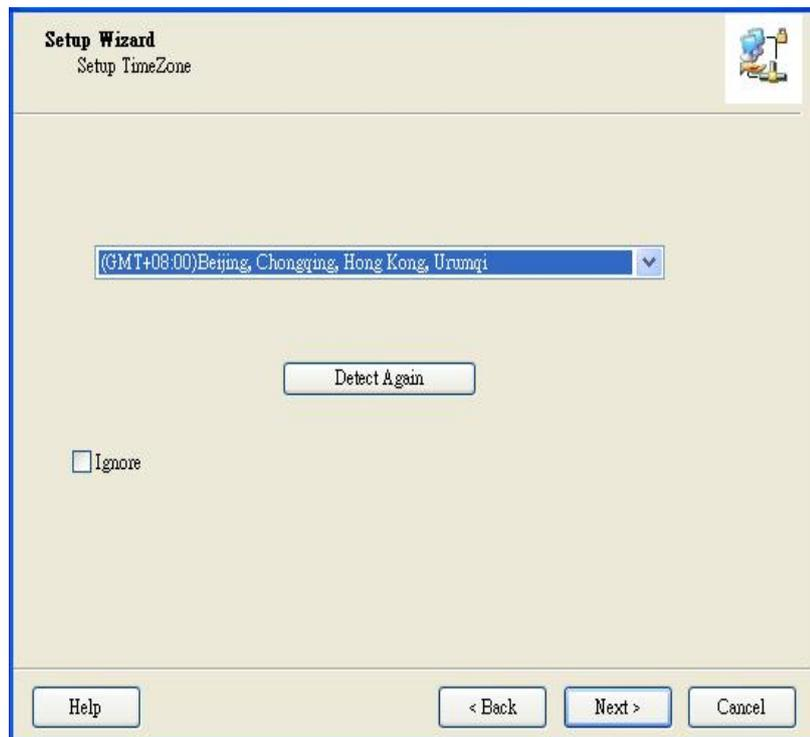 Setup Wizard
Setup TimeZone
(GMT+08:00)Beijing, Chongqing, Hong Kong, Urumqi
Detect Again
Ignore
Help
< Back
Next >
Cancel